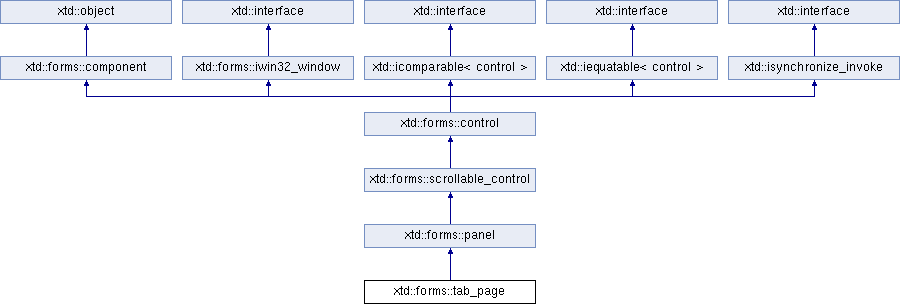 xtd::object
xtd::interface
xtd::interface
xtd::interface
xtd::interface
xtd::forms::component
xtd::forms::iwin32_window
xtd::icomparable< control >
xtd::iequatable< control >
xtd::isynchronize_invoke
xtd::forms::control
xtd::forms::scrollable_control
xtd::forms::panel
xtd::forms::tab_page